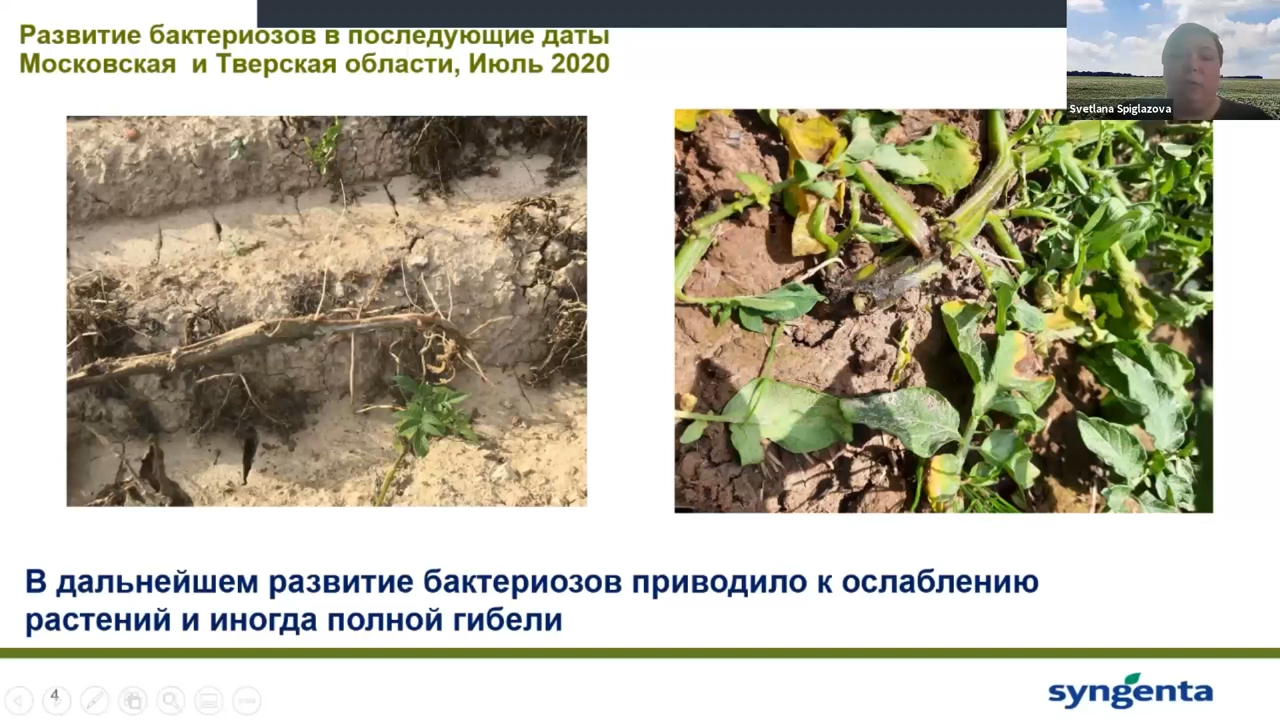 Развитие бактериозов в последующие даты
Московская и Тверская области, Июль 2020
Svetlana Spiglazova
В дальнейшем развитие бактериозов приводило к ослаблению
растений и иногда полной гибели
4
syngenta